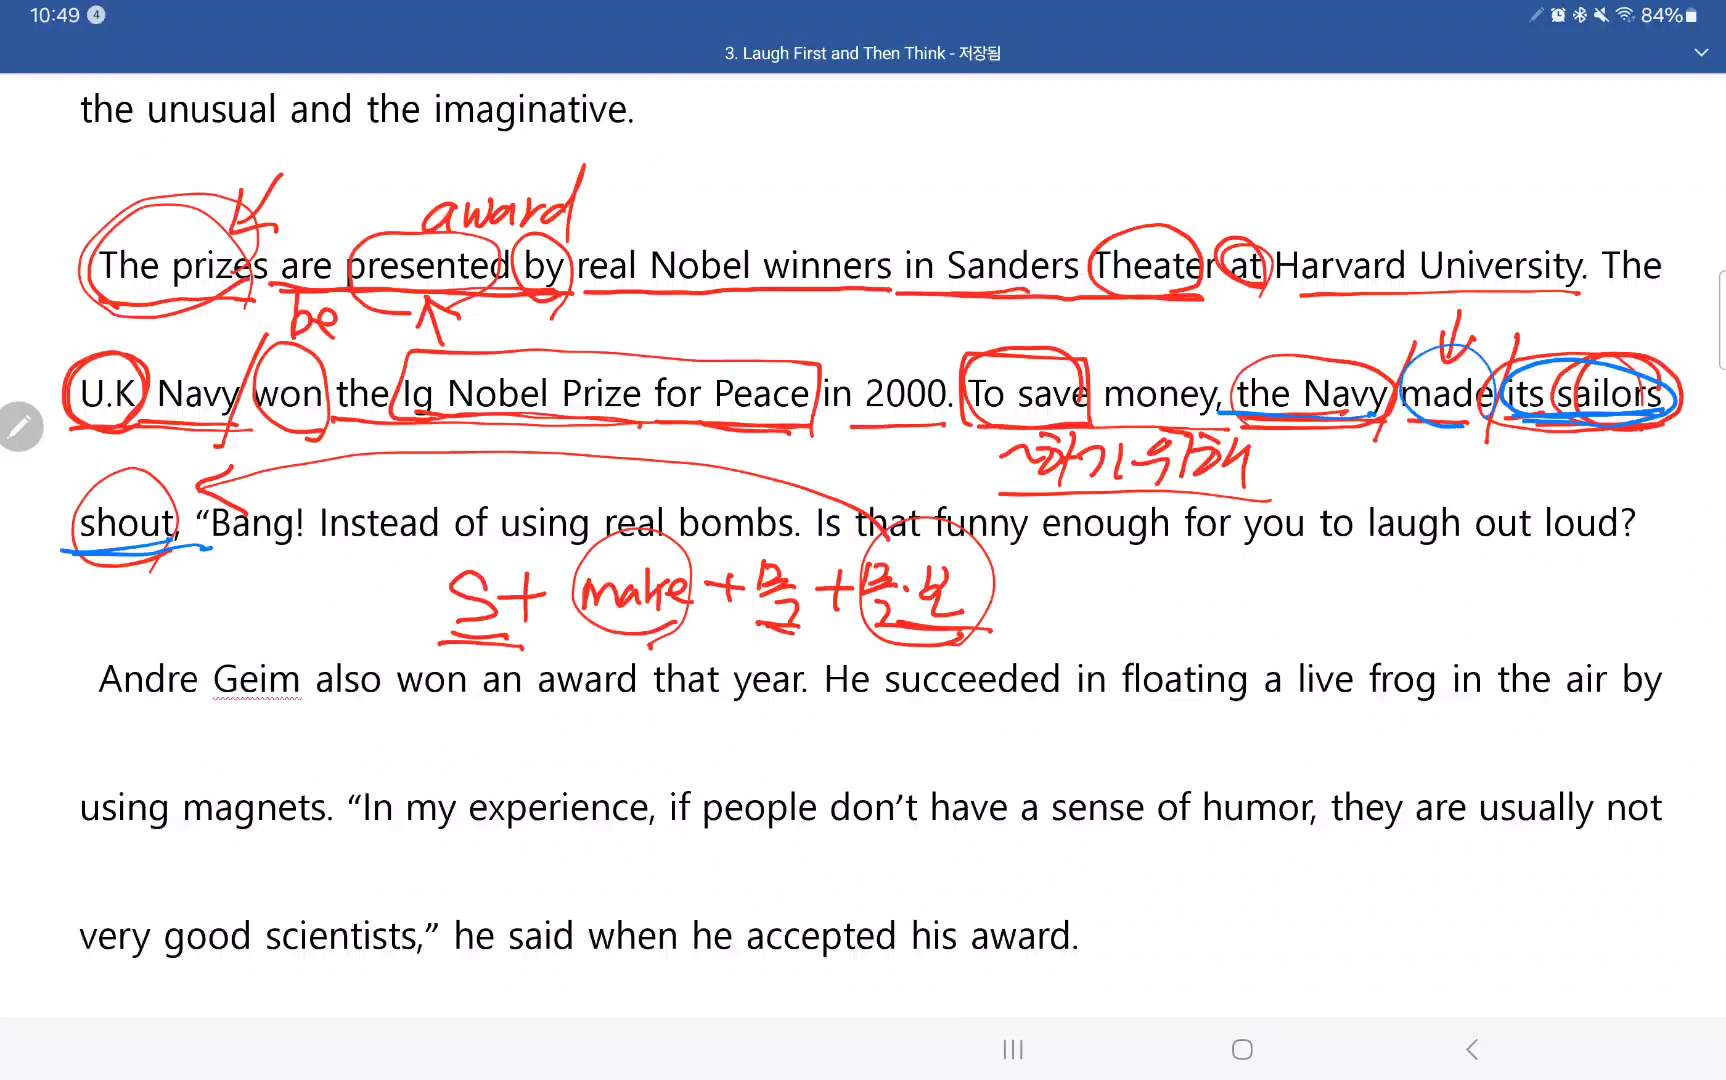 10:49 4 84%
3. Laugh First and Then Think - 저장됨
the unusual and the imaginative.
award
The prizes are presented by real Nobel winners in Sanders Theater at Harvard University. The
be
U.K Navy won the Ig Nobel Prize for Peace in 2000. To save money, the Navy made its sailors
~하기 위해
shout, “Bang! Instead of using real bombs. Is that funny enough for you to laugh out loud?
S + make + 목 + 목.보
Andre Geim also won an award that year. He succeeded in floating a live frog in the air by
using magnets. “In my experience, if people don’t have a sense of humor, they are usually not
very good scientists,” he said when he accepted his award.